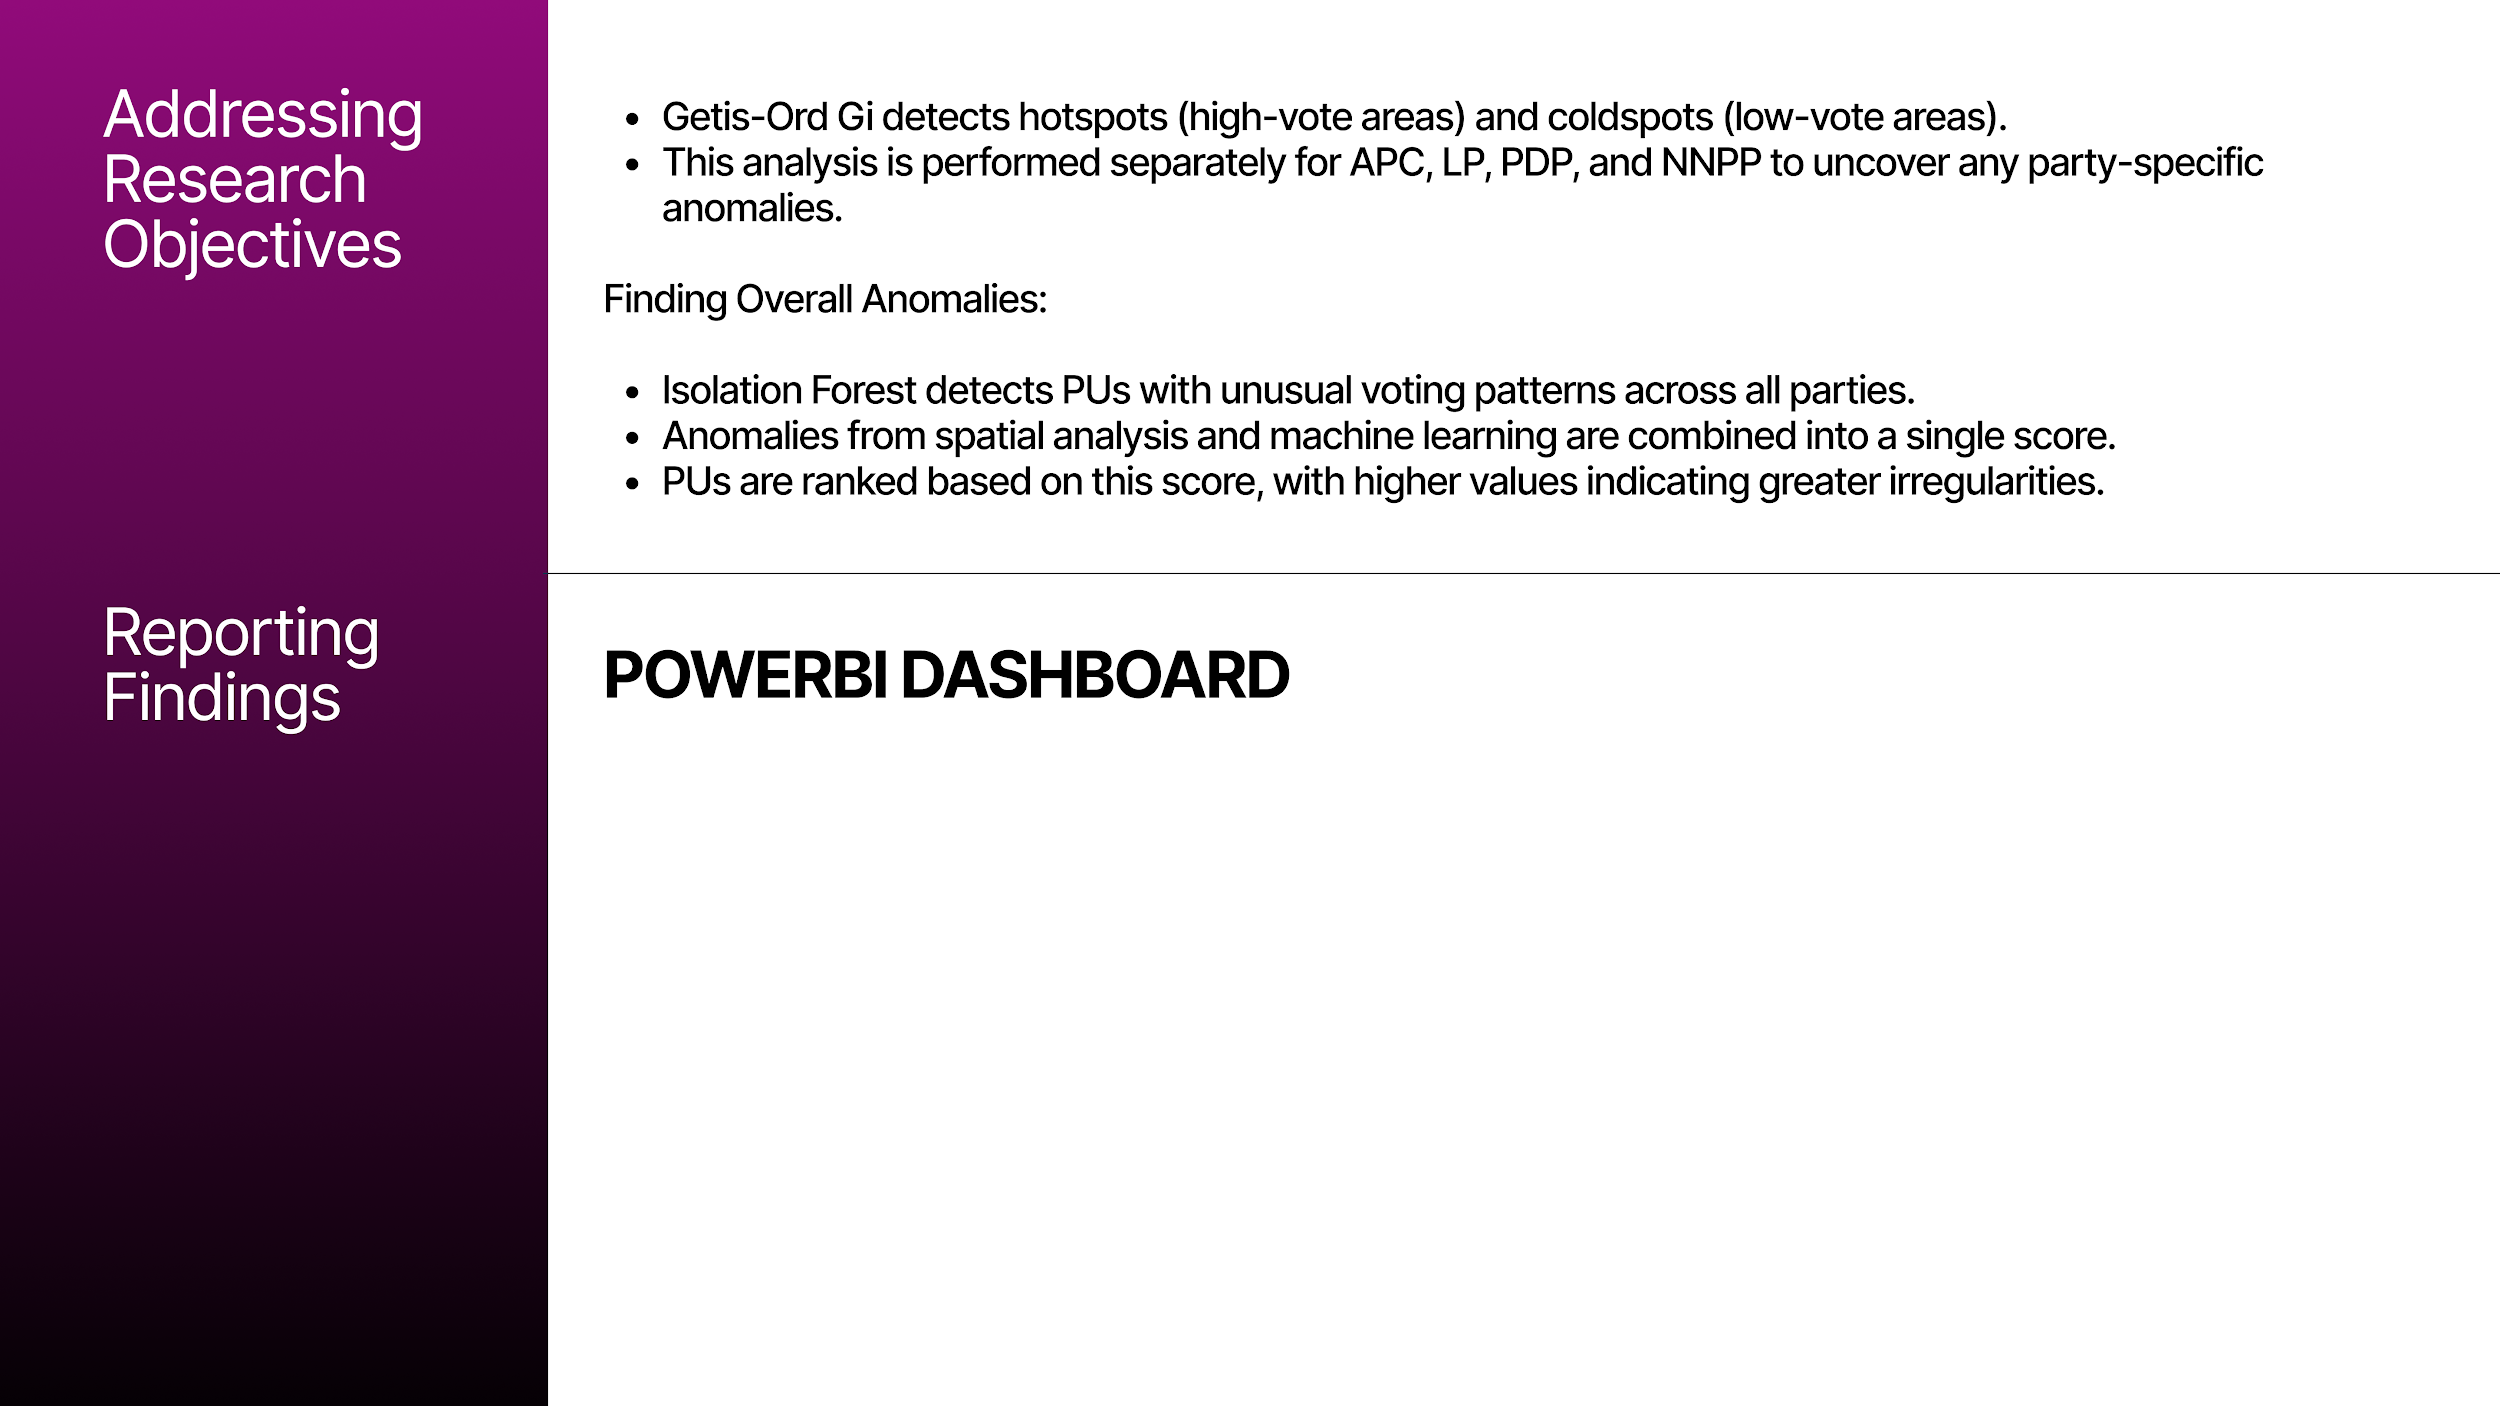 Addressing
Research
Objectives
• Getis-Ord Gi detects hotspots (high-vote areas) and coldspots (low-vote areas).
• This analysis is performed separately for APC, LP, PDP, and NNPP to uncover any party-specific
anomalies.
Finding Overall Anomalies:
• Isolation Forest detects PUs with unusual voting patterns across all parties.
• Anomalies from spatial analysis and machine learning are combined into a single score.
• PUs are ranked based on this score, with higher values indicating greater irregularities.
Reporting
Findings
POWERBI DASHBOARD